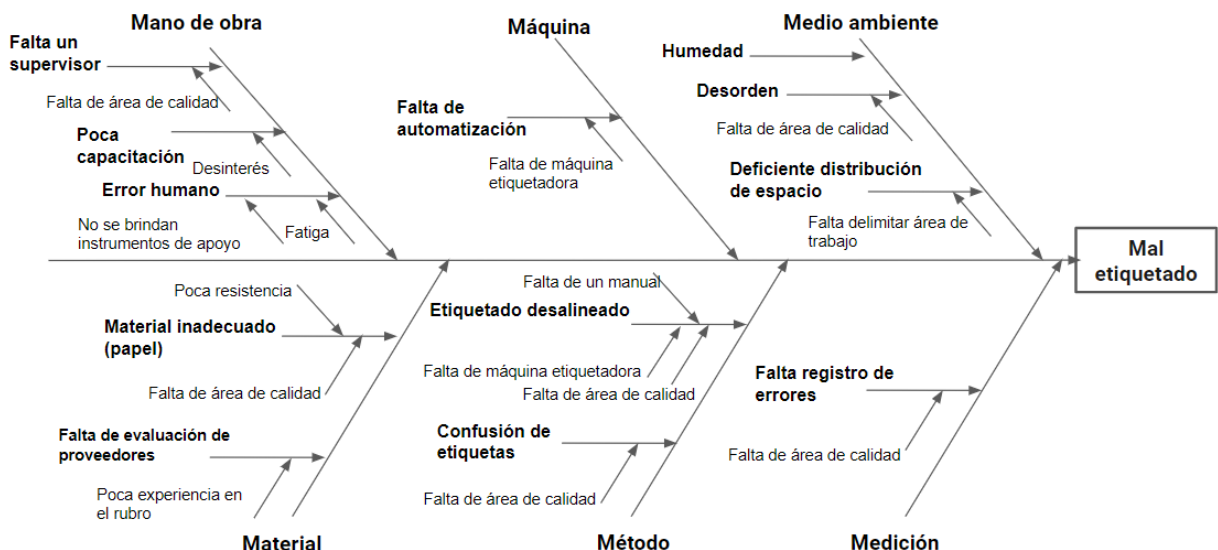 Mano de obra
Falta un
supervisor
Falta de área de calidad
Poca
capacitación
Desinterés
Error humano
No se brindan
instrumentos de apoyo
Fatiga
Máquina
Falta de
automatización
Falta de máquina
etiquetadora
Medio ambiente
Humedad
Desorden
Falta de área de calidad
Deficiente distribución
de espacio
Falta delimitar área de
trabajo
Mal
etiquetado
Poca resistencia
Material inadecuado
(papel)
Falta de área de calidad
Falta de evaluación de
proveedores
Poca experiencia en
el rubro
Material
Falta de un manual
Etiquetado desalineado
Falta de máquina etiquetadora
Falta de área de calidad
Confusión de
etiquetas
Falta de área de calidad
Método
Falta registro de
errores
Falta de área de calidad
Medición